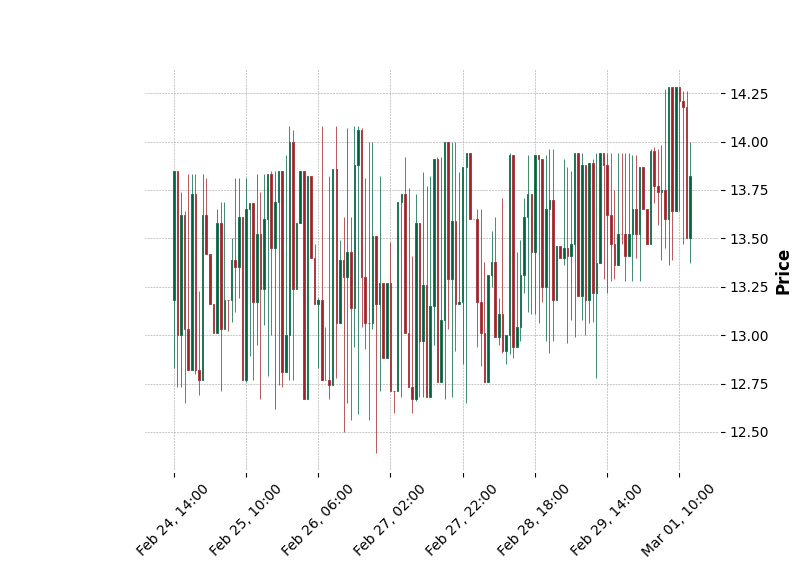 14.25
14.00
13.75
13.50
13.25
13.00
12.75
12.50
Price
Feb 24, 14:00
Feb 25, 10:00
Feb 26, 06:00
Feb 27, 02:00
Feb 27, 22:00
Feb 28, 18:00
Feb 29, 14:00
Mar 01, 10:00